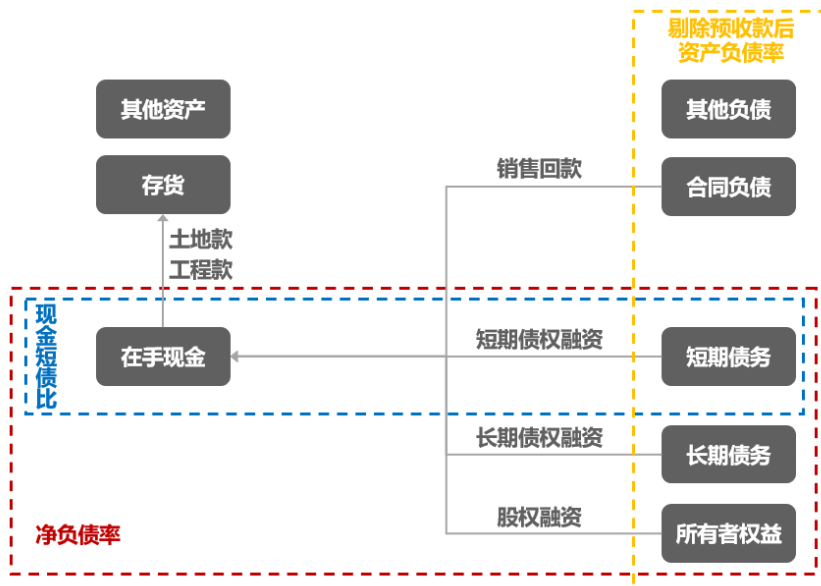 剔除预收款后
资产负债率
其他资产
其他负债
存货
销售回款
合同负债
土地款
工程款
现金短债比
在手现金
短期债权融资
短期债务
长期债权融资
长期债务
净负债率
股权融资
所有者权益